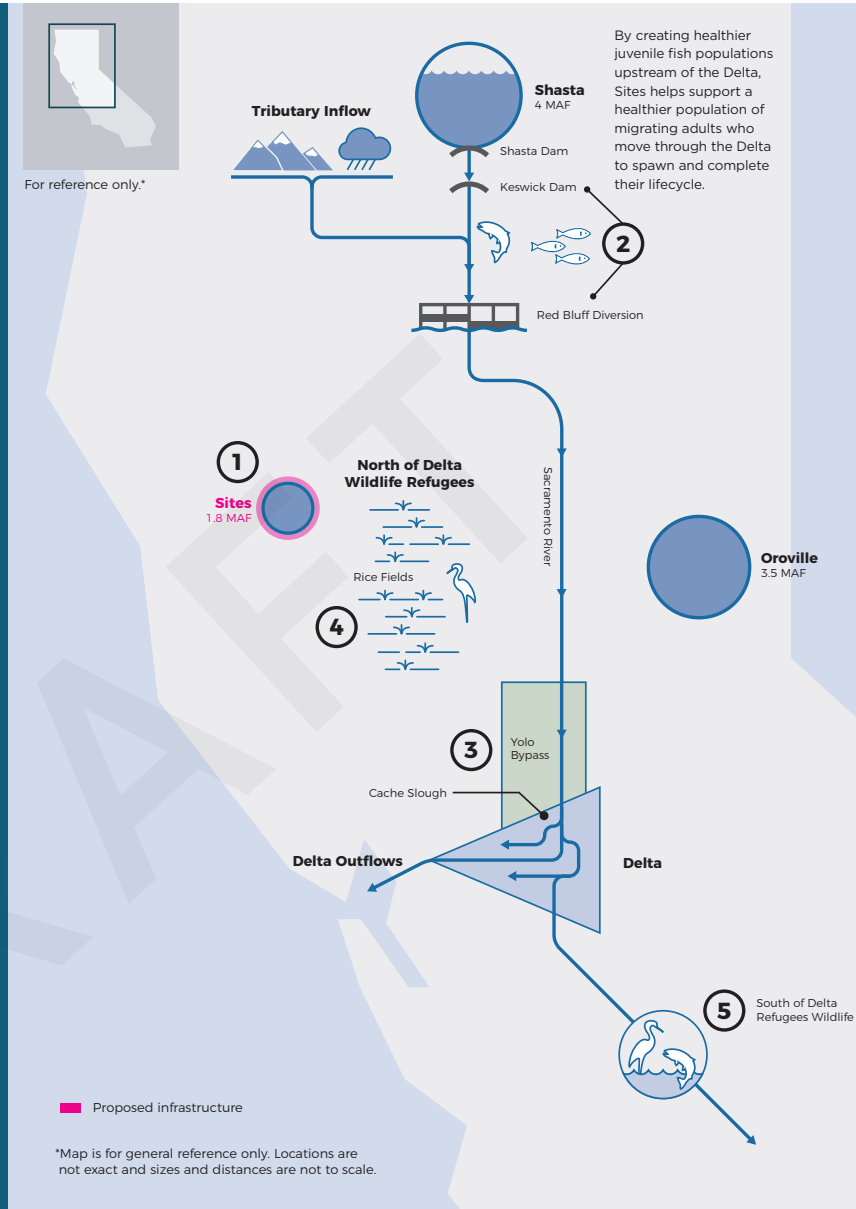 For reference only.*
Tributary Inflow
Shasta
4 MAF
Shasta Dam
Keswick Dam
By creating healthier
juvenile fish populations
upstream of the Delta,
Sites helps support a
healthier population of
migrating adults who
move through the Delta
to spawn and complete
their lifecycle.
2
Red Bluff Diversion
1
Sites
1.8 MAF
North of Delta
Wildlife Refugees
Rice Fields
4
Sacramento River
Oroville
3.5 MAF
3
Yolo
Bypass
Cache Slough
Delta Outflows
Delta
5
South of Delta
Refugees Wildlife
Proposed infrastructure
*Map is for general reference only. Locations are
not exact and sizes and distances are not to scale.